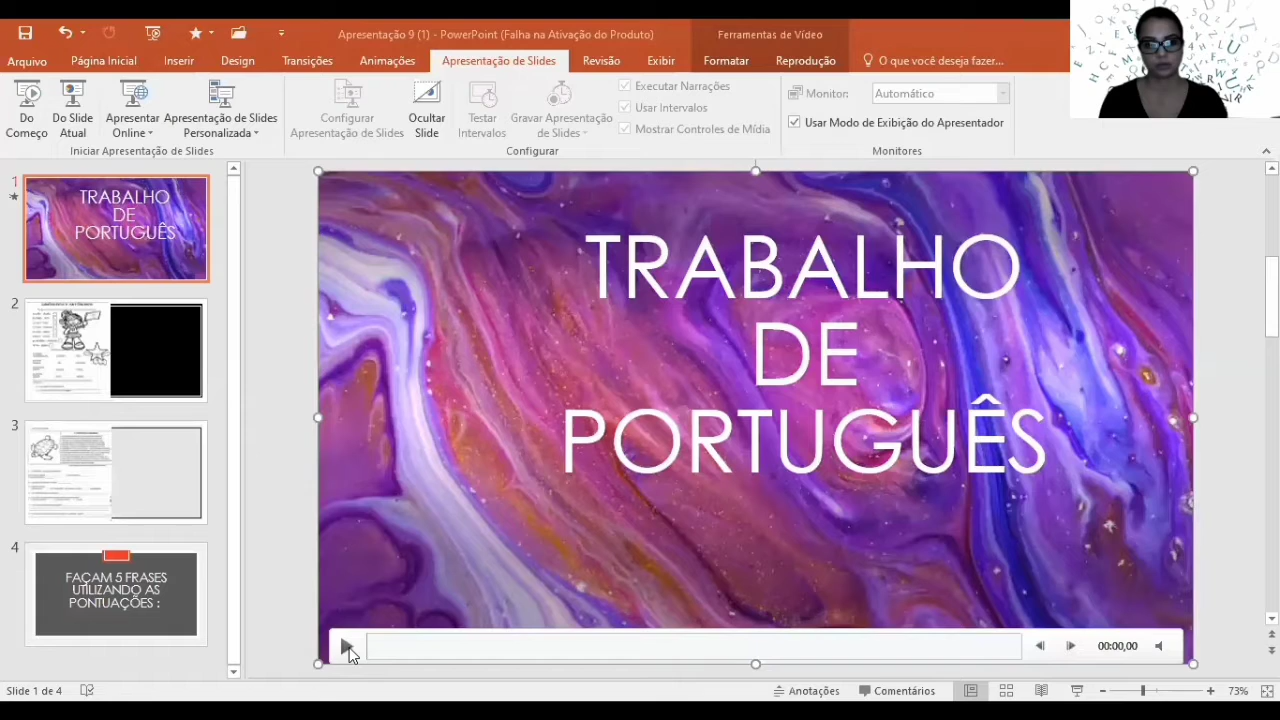 Apresentação 9 (1) - PowerPoint (Falha na Ativação do Produto)
Ferramentas de Vídeo
Arquivo
Página Inicial
Inserir
Design
Transições
Animações
Apresentação de Slides
Revisão
Exibir
Formatar
Reprodução
O que você deseja fazer...
Do
Começo
Do Slide
Atual
Apresentar
Online
Apresentação de Slides
Personalizada
Iniciar Apresentação de Slides
Configurar
Apresentação de Slides
Ocultar
Slide
Testar
Intervalos
Gravar Apresentação
de Slides
Executar Narrações
Usar Intervalos
Mostrar Controles de Mídia
Configurar
Monitor:
Automático
Usar Modo de Exibição do Apresentador
Monitores
1
TRABALHO
DE
PORTUGUÊS
2
3
4
FAÇAM 5 FRASES
UTILIZANDO AS
PONTUAÇÕES :
TRABALHO
DE
PORTUGUÊS
00:00,00
Slide 1 de 4
Anotações
Comentários
73%